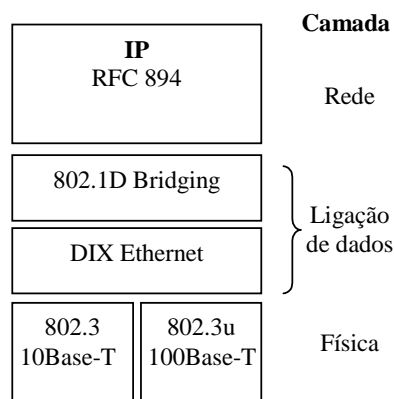 Camada
IP
RFC 894
Rede
802.1D Bridging
DIX Ethernet
Ligação
de dados
802.3
10Base-T
802.3u
100Base-T
Física